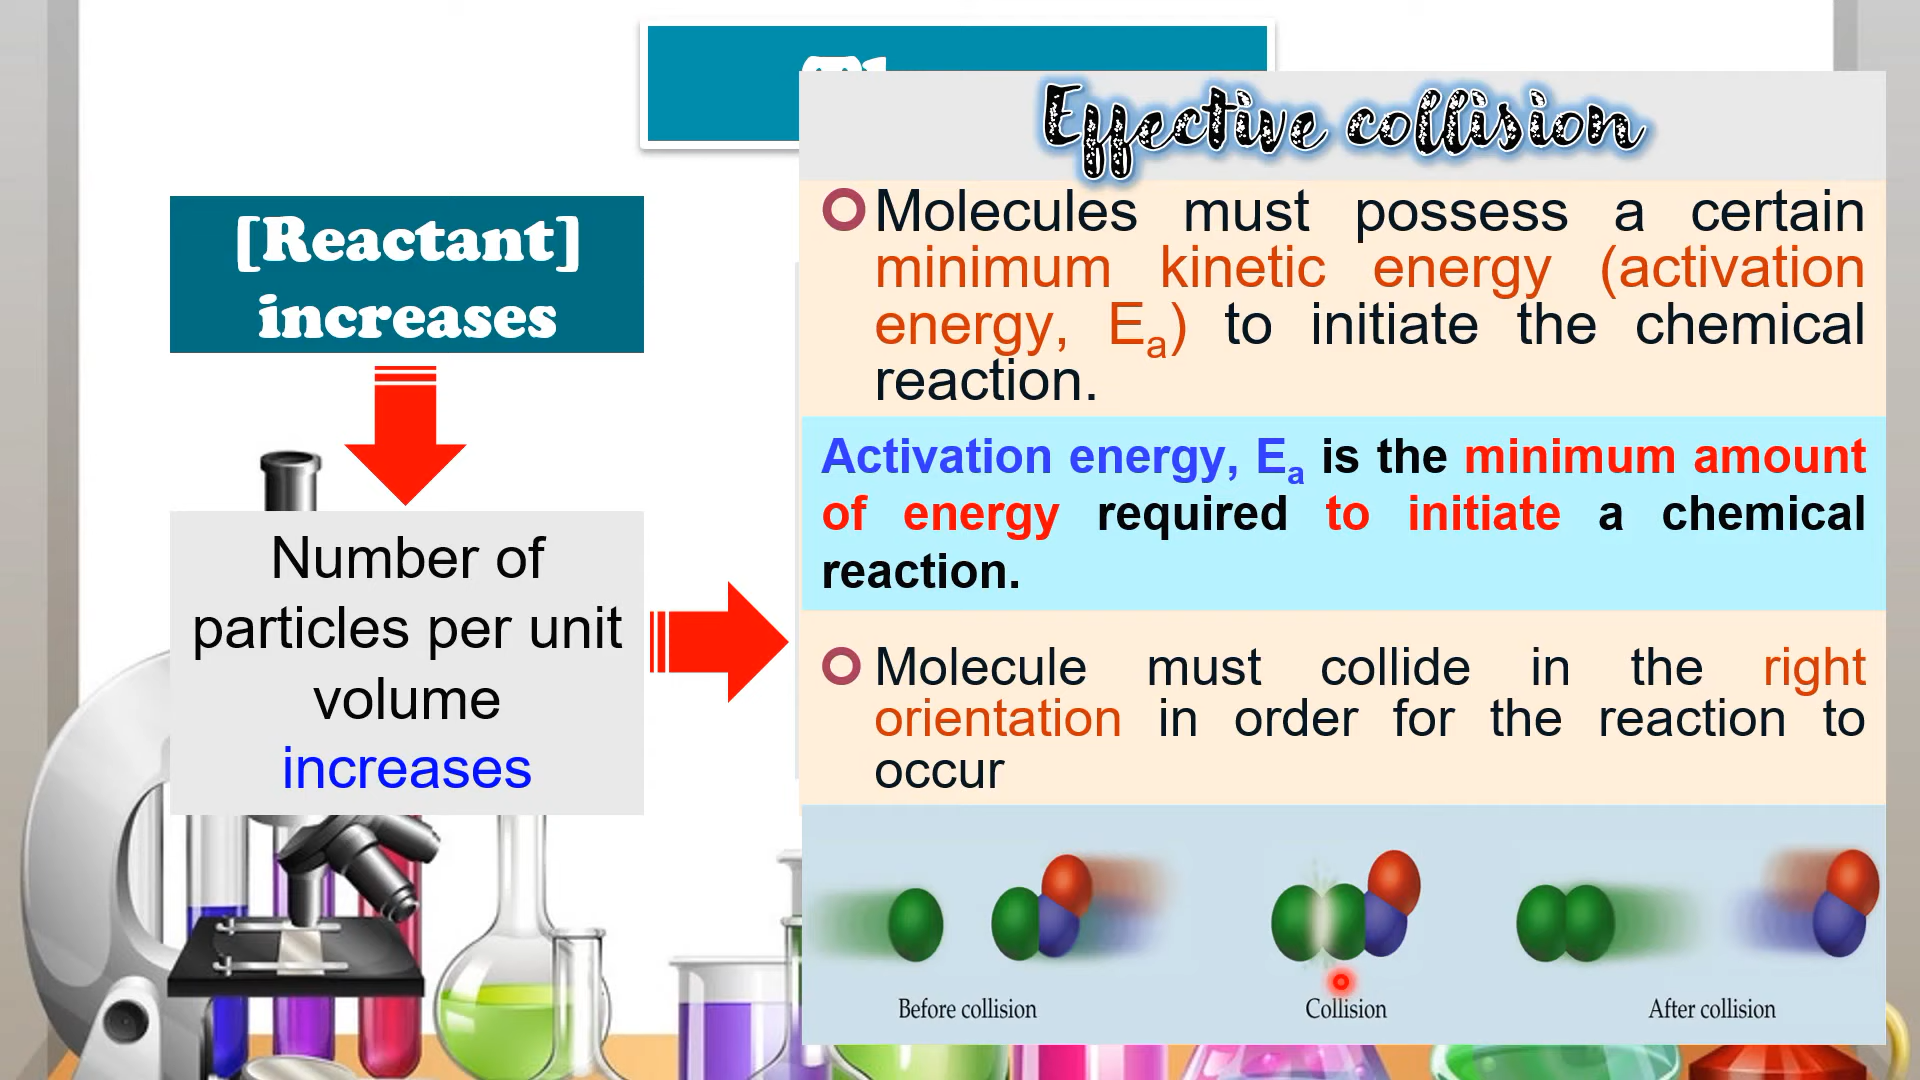 [Reactant]
increases
Number of
particles per unit
volume
increases
Effective collision
Molecules must possess a certain
minimum kinetic energy (activation
energy, Ea) to initiate the chemical
reaction.
Activation energy, Ea is the minimum amount
of energy required to initiate a chemical
reaction.
Molecule must collide in the right
orientation in order for the reaction to
occur
Before collision
Collision
After collision